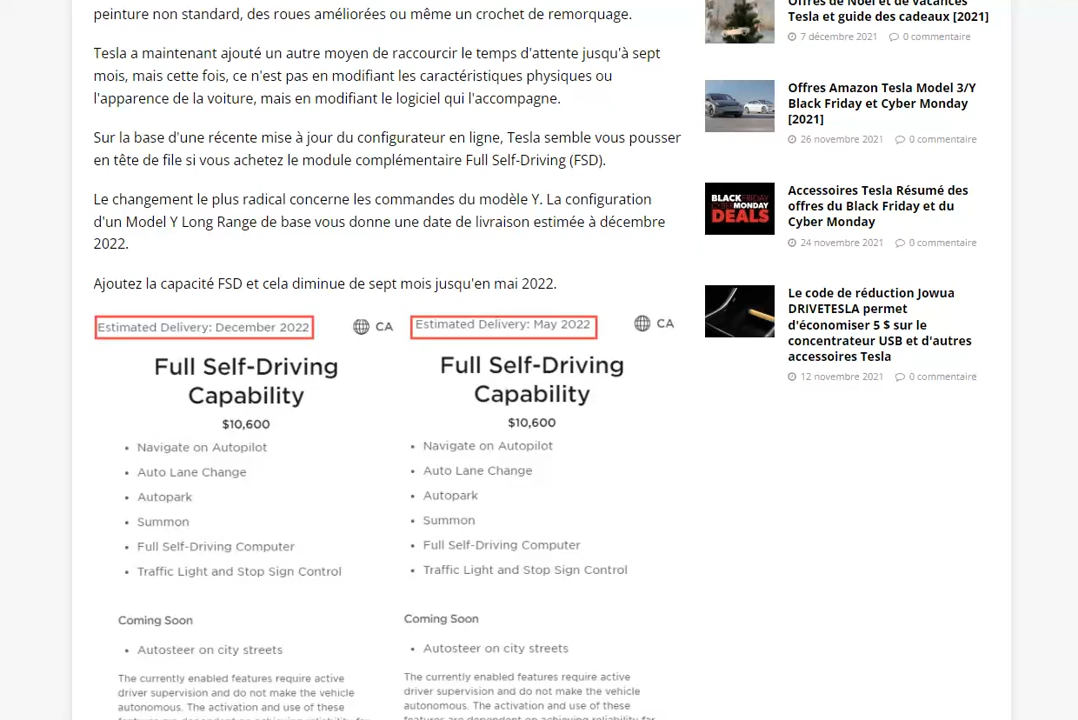 peinture non standard, des roues améliorées ou même un crochet de remorquage.
Tesla a maintenant ajouté un autre moyen de raccourcir le temps d'attente jusqu'à sept
mois, mais cette fois, ce n'est pas en modifiant les caractéristiques physiques ou
l'apparence de la voiture, mais en modifiant le logiciel qui l'accompagne.
Sur la base d'une récente mise à jour du configurateur en ligne, Tesla semble vous pousser
en tête de file si vous achetez le module complémentaire Full Self-Driving (FSD).
Le changement le plus radical concerne les commandes du modèle Y. La configuration
d'un Model Y Long Range de base vous donne une date de livraison estimée à décembre
2022.
Ajoutez la capacité FSD et cela diminue de sept mois jusqu'en mai 2022.
Estimated Delivery: December 2022
CA
Full Self-Driving
Capability
$10,600
• Navigate on Autopilot
• Auto Lane Change
• Autopark
• Summon
• Full Self-Driving Computer
• Traffic Light and Stop Sign Control
Coming Soon
• Autosteer on city streets
The currently enabled features require active
driver supervision and do not make the vehicle
autonomous. The activation and use of these
features are dependent on achieving reliability far
Estimated Delivery: May 2022
CA
Full Self-Driving
Capability
$10,600
• Navigate on Autopilot
• Auto Lane Change
• Autopark
• Summon
• Full Self-Driving Computer
• Traffic Light and Stop Sign Control
Coming Soon
• Autosteer on city streets
The currently enabled features require active
driver supervision and do not make the vehicle
autonomous. The activation and use of these
features are dependent on achieving reliability far
Offres de Noël et de vacances
Tesla et guide des cadeaux [2021]
7 décembre 2021 0 commentaire
Offres Amazon Tesla Model 3/Y
Black Friday et Cyber Monday
[2021]
26 novembre 2021 0 commentaire
BLACK FRIDAY
MONDAY
DEALS
Accessoires Tesla Résumé des
offres du Black Friday et du
Cyber Monday
24 novembre 2021 0 commentaire
Le code de réduction Jowua
DRIVETESLA permet
d'économiser 5 $ sur le
concentrateur USB et d'autres
accessoires Tesla
12 novembre 2021 0 commentaire